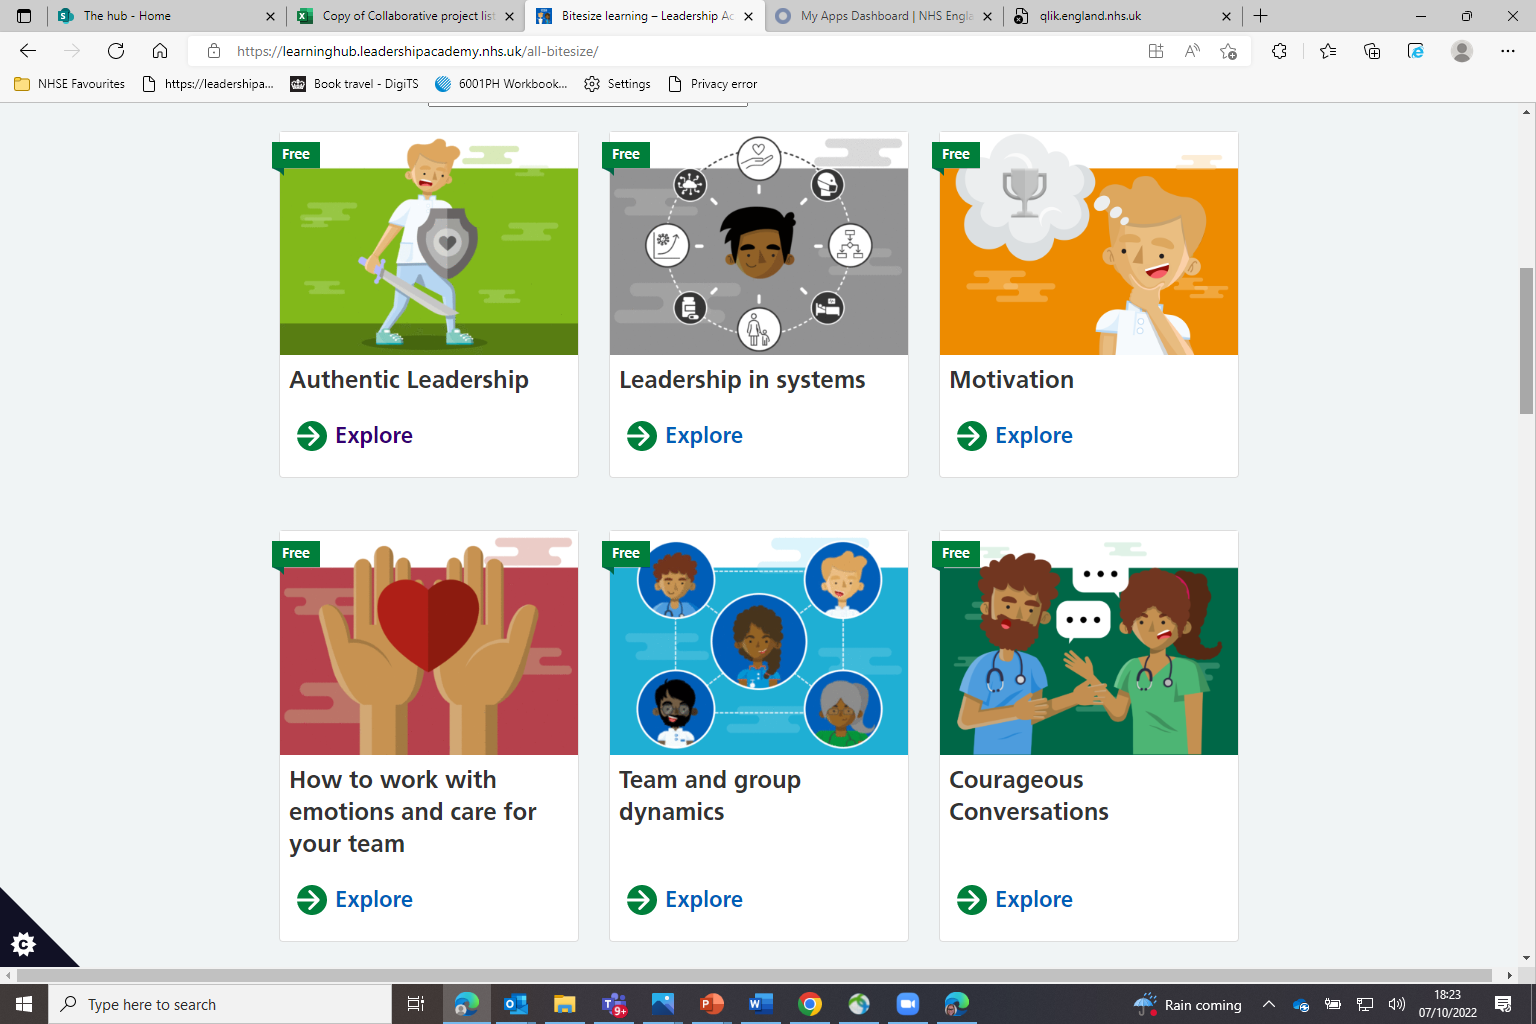 The hub - Home
Copy of Collaborative project list
Bitesize learning – Leadership Ac
My Apps Dashboard | NHS Engla
qlik.england.nhs.uk
https://learninghub.leadershipacademy.nhs.uk/all-bitesize/
NHSE Favourites
https://leadershipa...
Book travel - DigiTS
6001PH Workbook...
Settings
Privacy error
Free
Free
Free
Authentic Leadership
Leadership in systems
Motivation
Explore
Explore
Explore
Free
Free
Free
How to work with
emotions and care for
your team
Team and group
dynamics
Courageous
Conversations
Explore
Explore
Explore
Type here to search
9+
Rain coming
18:23
07/10/2022